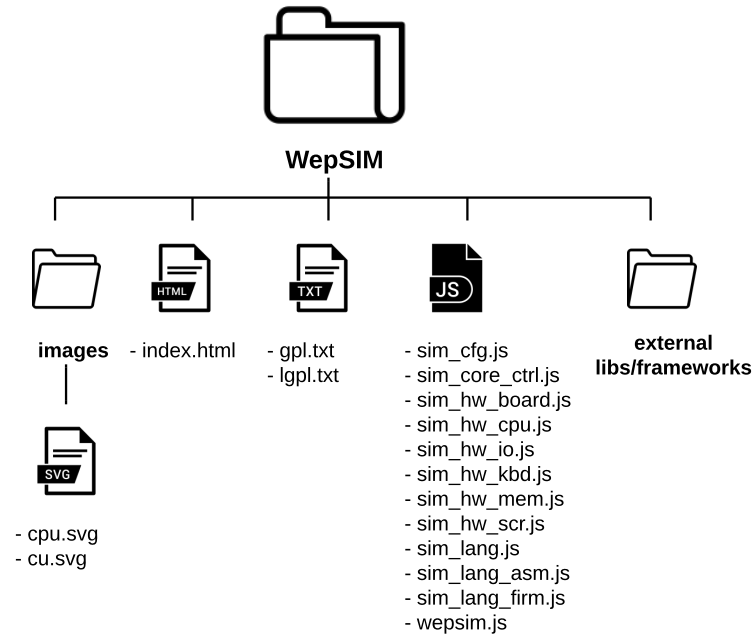 WepSIM
HTML
TXT
JS
images
- index.html
- gpl.txt
- lgpl.txt
- sim_cfg.js
- sim_core_ctrl.js
- sim_hw_board.js
- sim_hw_cpu.js
- sim_hw_io.js
- sim_hw_kbd.js
- sim_hw_mem.js
- sim_hw_scr.js
- sim_lang.js
- sim_lang_asm.js
- sim_lang_firm.js
- wepsim.js
external
libs/frameworks
SVG
- cpu.svg
- cu.svg